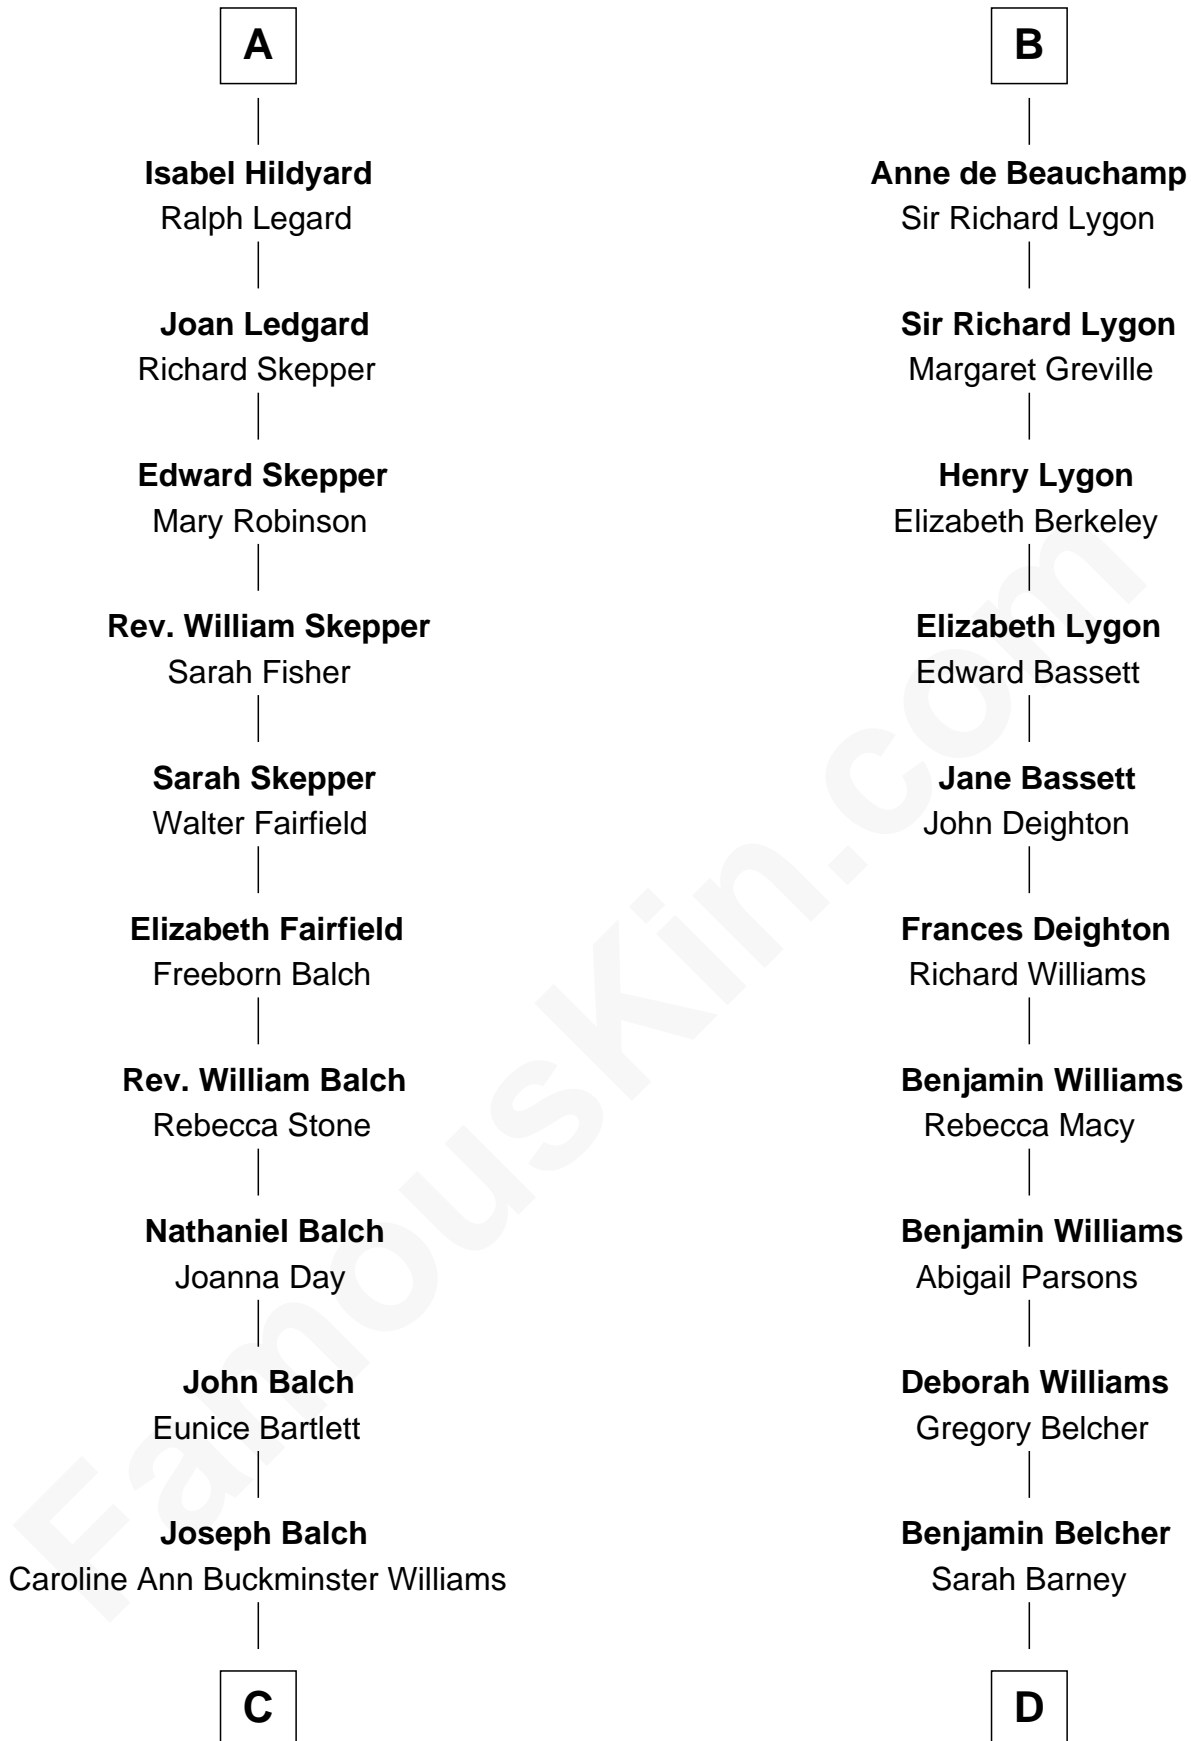 A
Isabel Hildyard
Ralph Legard
Joan Ledgard
Richard Skepper
Edward Skepper
Mary Robinson
Rev. William Skepper
Sarah Fisher
Sarah Skepper
Walter Fairfield
Elizabeth Fairfield
Freeborn Balch
Rev. William Balch
Rebecca Stone
Nathaniel Balch
Joanna Day
John Balch
Eunice Bartlett
Joseph Balch
Caroline Ann Buckminster Williams
C
B
Anne de Beauchamp
Sir Richard Lygon
Sir Richard Lygon
Margaret Greville
Henry Lygon
Elizabeth Berkeley
Elizabeth Lygon
Edward Bassett
Jane Bassett
John Deighton
Frances Deighton
Richard Williams
Benjamin Williams
Rebecca Macy
Benjamin Williams
Abigail Parsons
Deborah Williams
Gregory Belcher
Benjamin Belcher
Sarah Barney
D
FamousKin.com